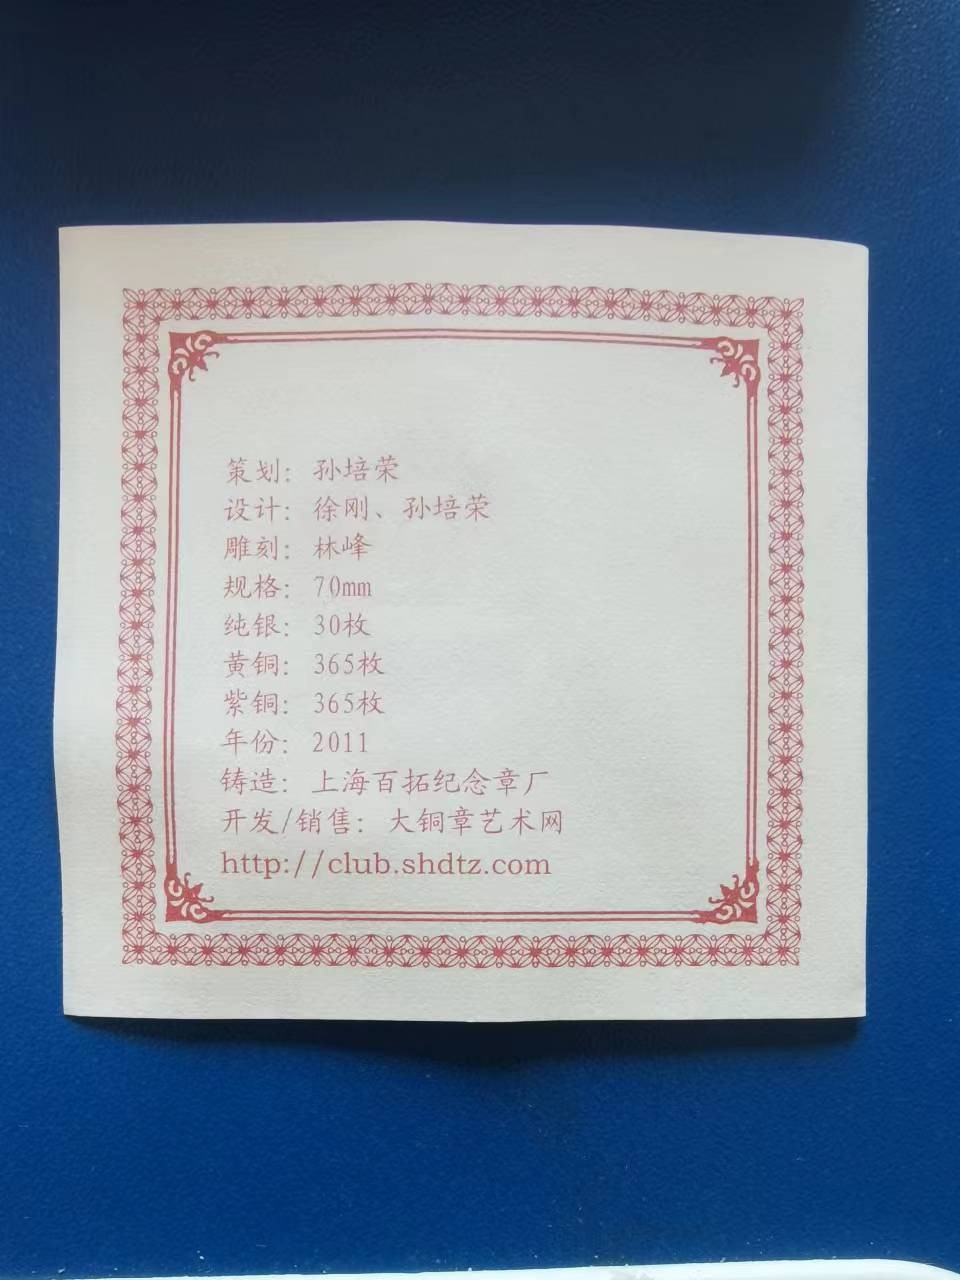 策划：孙培荣
设计：徐刚、孙培荣
雕刻：林峰
规格：70mm
纯银：30枚
黄铜：365枚
紫铜：365枚
年份：2011
铸造：上海百拓纪念章厂
开发/销售：大铜章艺术网
http://club.shdtz.com